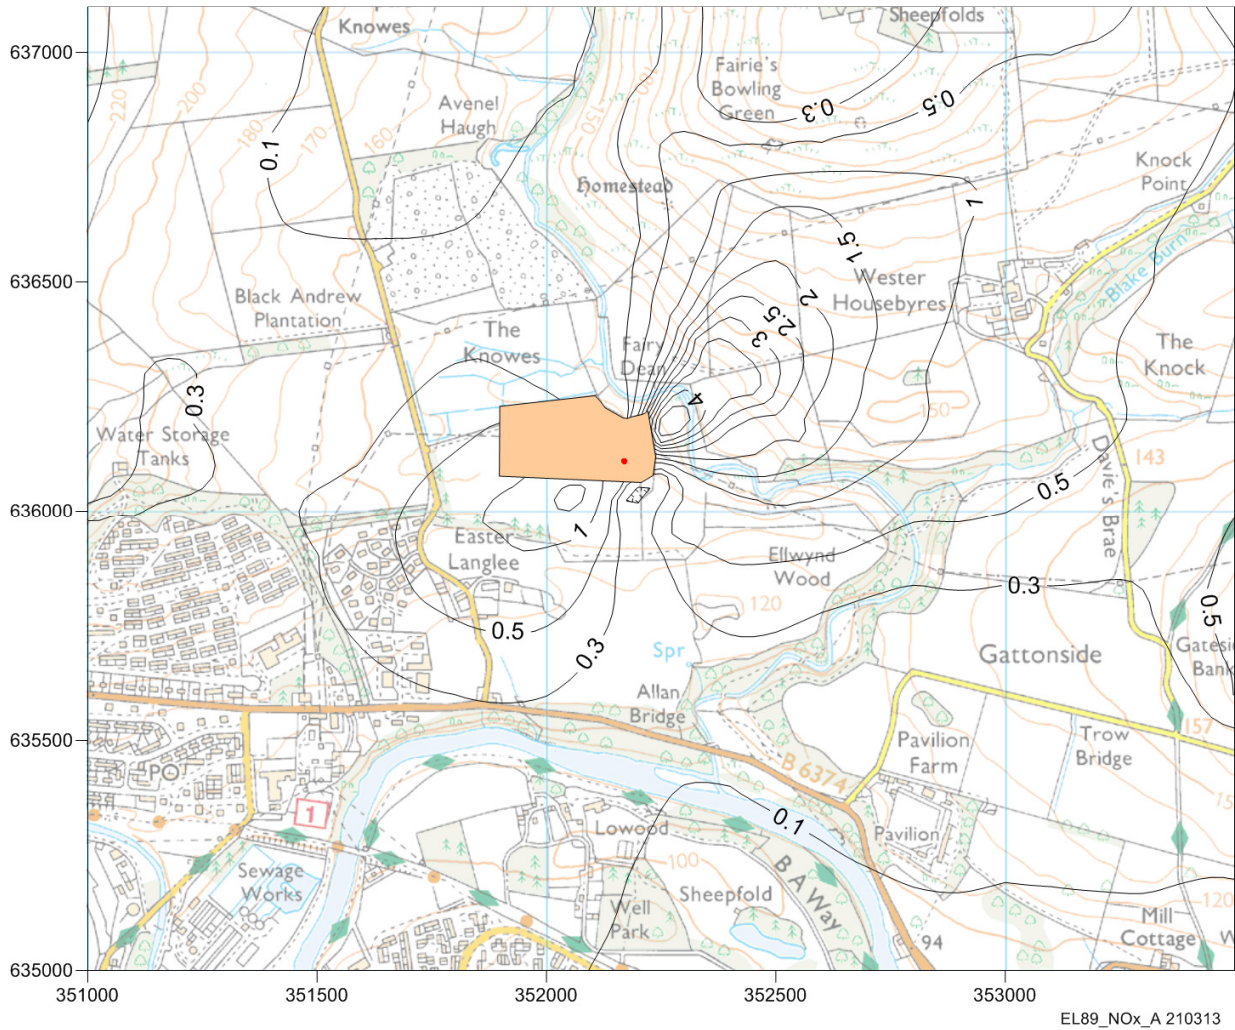 637000
636500
636000
635500
635000
351000
351500
352000
352500
353000
Knowes
Sheepfolds
Fairie's
Bowling
Green
Avenel
Haugh
220
200
180
170
160
150
0.1
0.3
0.5
Homestead
Knock
Point
1
1.5
Wester
Housebyres
Blake Burn
Black Andrew
Plantation
The
Knowes
Fairy
Dean
2
2.5
3
4
The
Knock
150
0.3
Water Storage
Tanks
Davie's Brae
143
0.5
1
Easter
Langlee
Ellwynd
Wood
0.3
120
0.5
0.5
0.3
Spr
Gattonside
Allan
Bridge
157
Pavilion
Farm
Trow
Bridge
B 6374
PO
1
0.1
Lowood
Pavilion
100
Sewage
Works
Sheepfold
B A Way
Well
Park
94
120
Mill
Cottage
W
EL89_NOx_A 210313